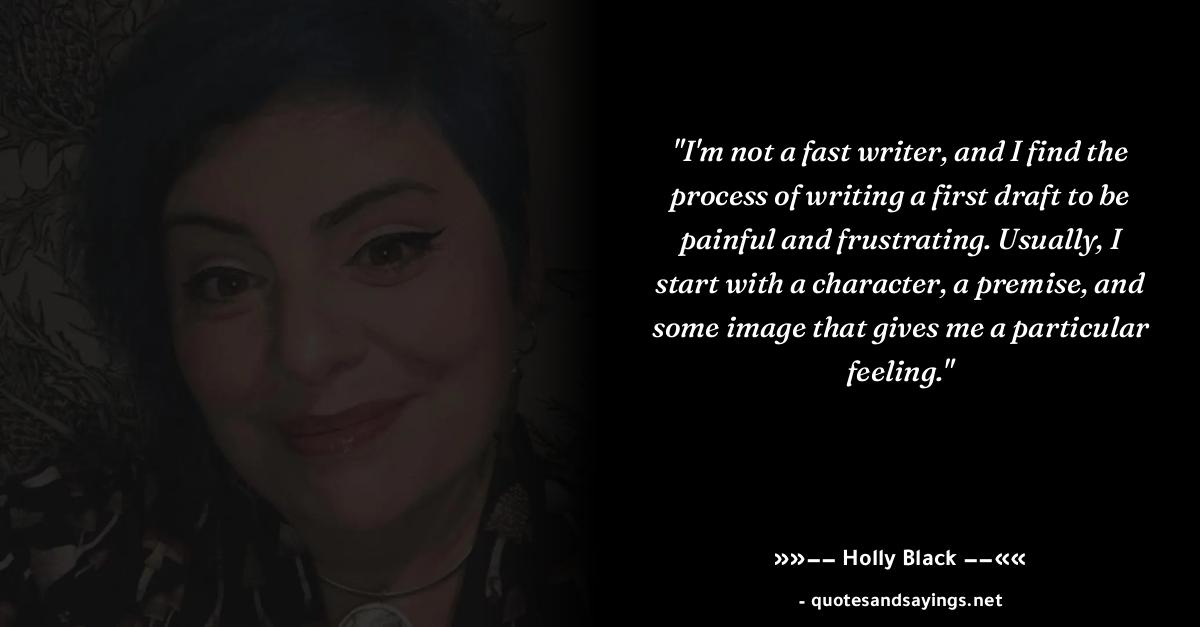 "I'm not a fast writer, and I find the
process of writing a first draft to be
painful and frustrating. Usually, I
start with a character, a premise, and
some image that gives me a particular
feeling."
»»–– Holly Black ––««
- quotesandsayings.net